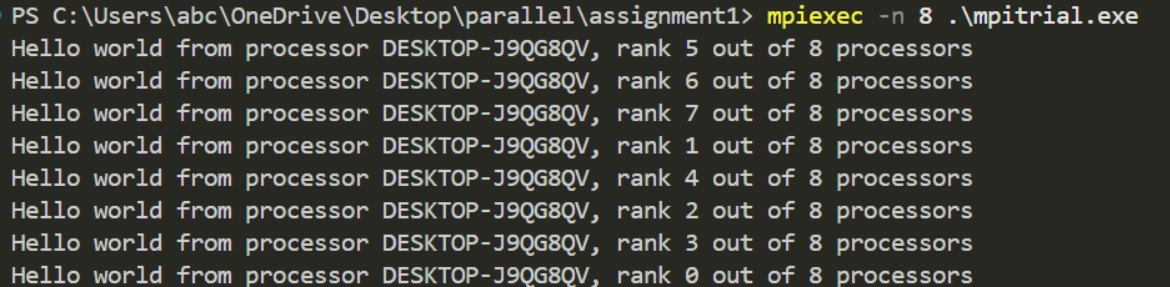 PS C:\Users\abc\OneDrive\Desktop\parallel\assignment1> mpiexec -n 8 .\mpitrial.exe
Hello world from processor DESKTOP-J9QG8QV, rank 5 out of 8 processors
Hello world from processor DESKTOP-J9QG8QV, rank 6 out of 8 processors
Hello world from processor DESKTOP-J9QG8QV, rank 7 out of 8 processors
Hello world from processor DESKTOP-J9QG8QV, rank 1 out of 8 processors
Hello world from processor DESKTOP-J9QG8QV, rank 4 out of 8 processors
Hello world from processor DESKTOP-J9QG8QV, rank 2 out of 8 processors
Hello world from processor DESKTOP-J9QG8QV, rank 3 out of 8 processors
Hello world from processor DESKTOP-J9QG8QV, rank 0 out of 8 processors